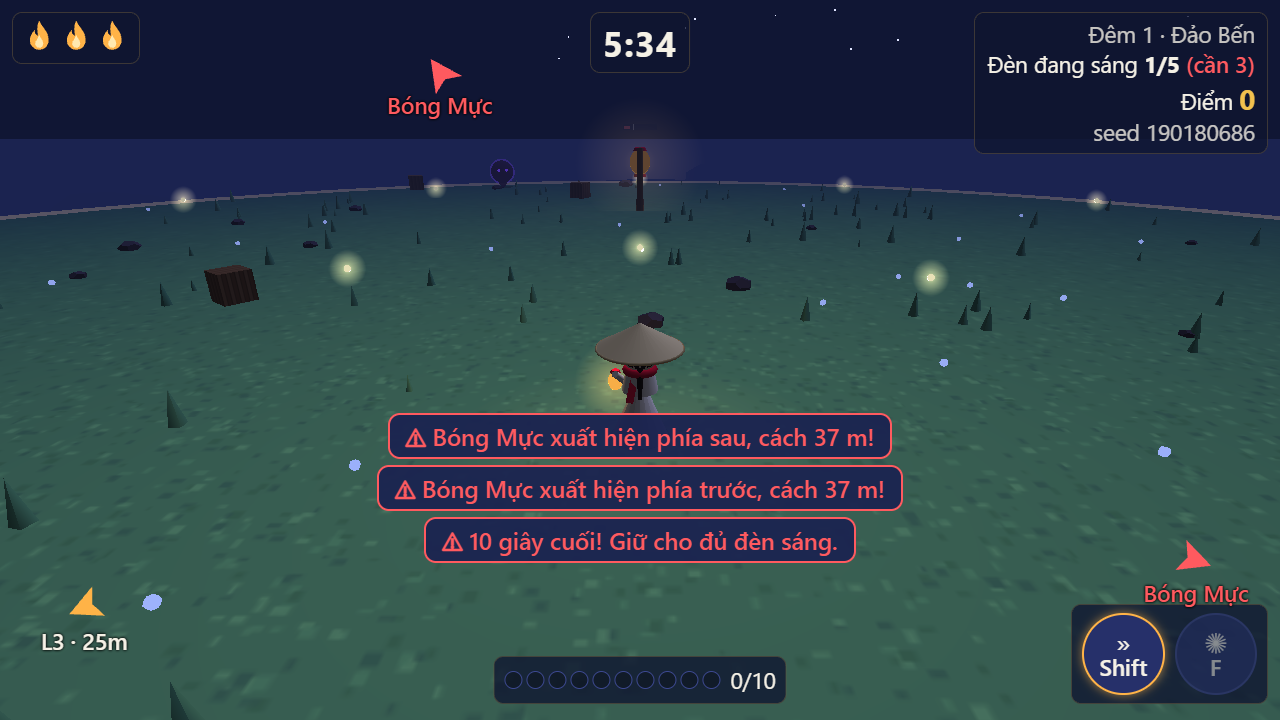 5:34
Đêm 1 · Đảo Bến
Đèn đang sáng 1/5 (cần 3)
Điểm 0
seed 190180686
Bóng Mực
⚠ Bóng Mực xuất hiện phía sau, cách 37 m!
⚠ Bóng Mực xuất hiện phía trước, cách 37 m!
⚠ 10 giây cuối! Giữ cho đủ đèn sáng.
L3 · 25m
Bóng Mực
0/10
» Shift
F